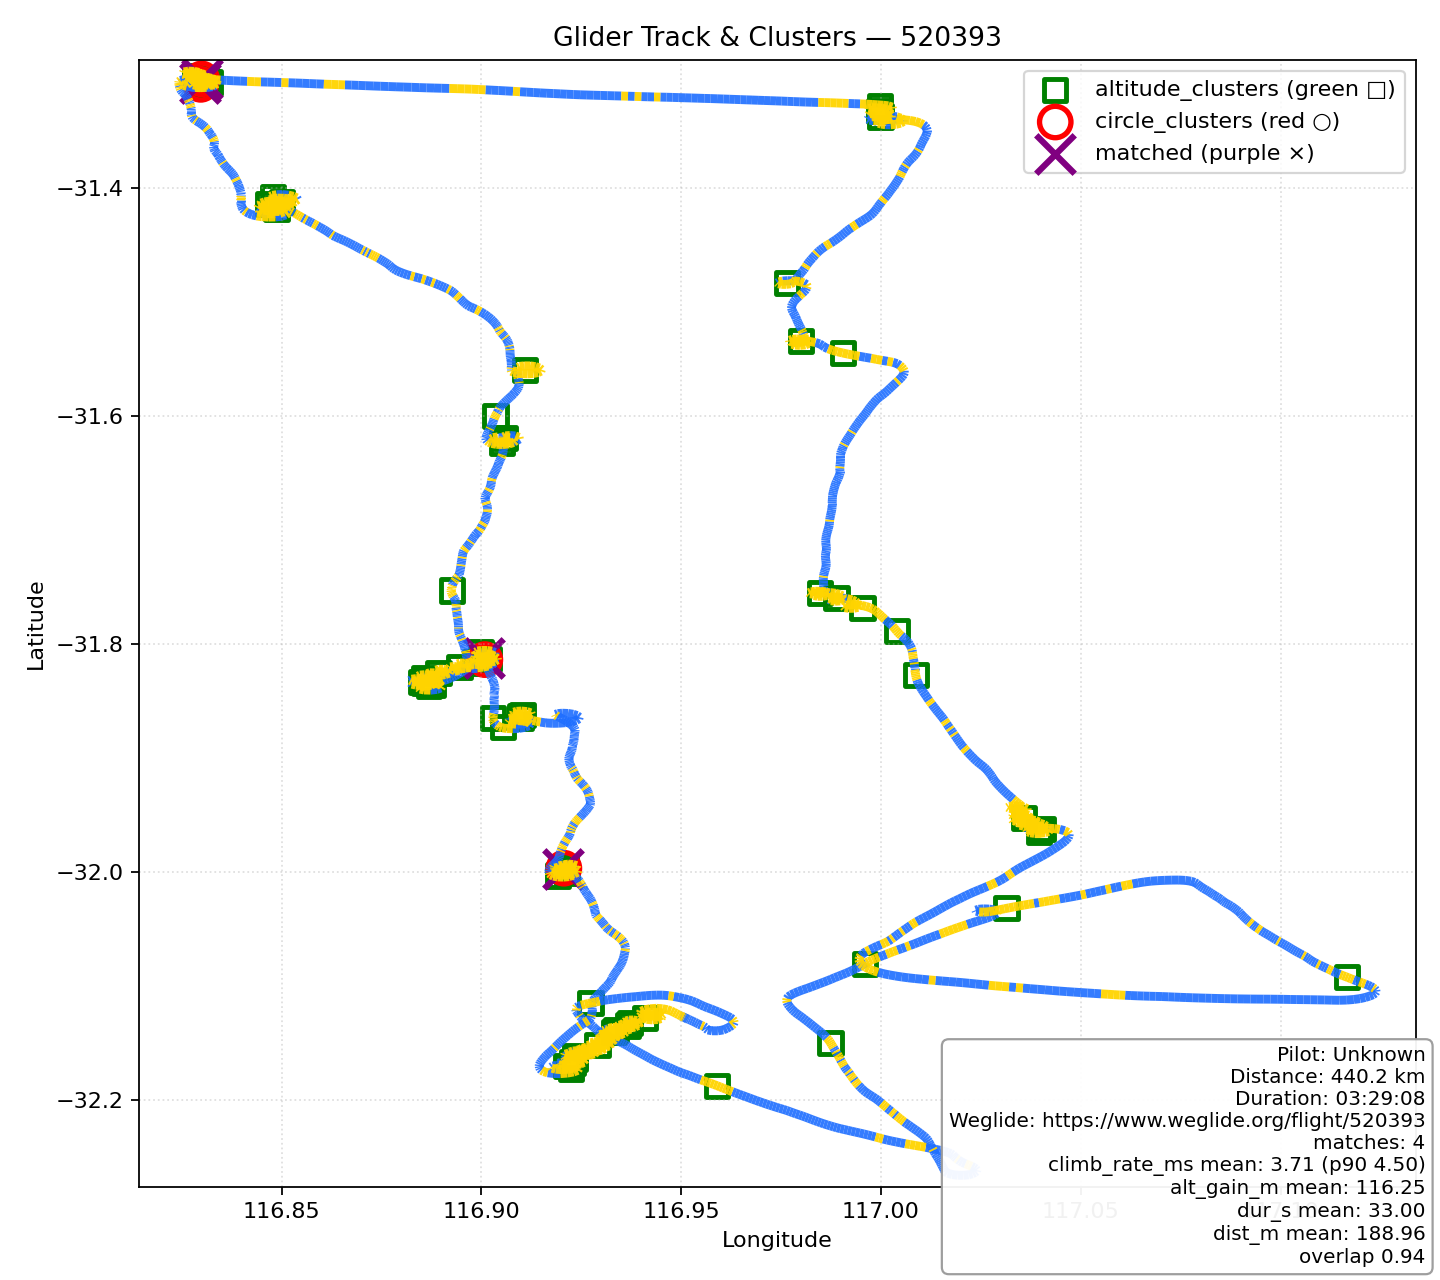 Glider Track & Clusters — 520393
altitude_clusters (green □)
circle_clusters (red ○)
matched (purple ×)
Latitude
−31.4
−31.6
−31.8
−32.0
−32.2
116.85
116.90
116.95
117.00
117.05
Longitude
Pilot: Unknown
Distance: 440.2 km
Duration: 03:29:08
Weglide: https://www.weglide.org/flight/520393
matches: 4
climb_rate_ms mean: 3.71 (p90 4.50)
alt_gain_m mean: 116.25
dur_s mean: 33.00
dist_m mean: 188.96
overlap 0.94